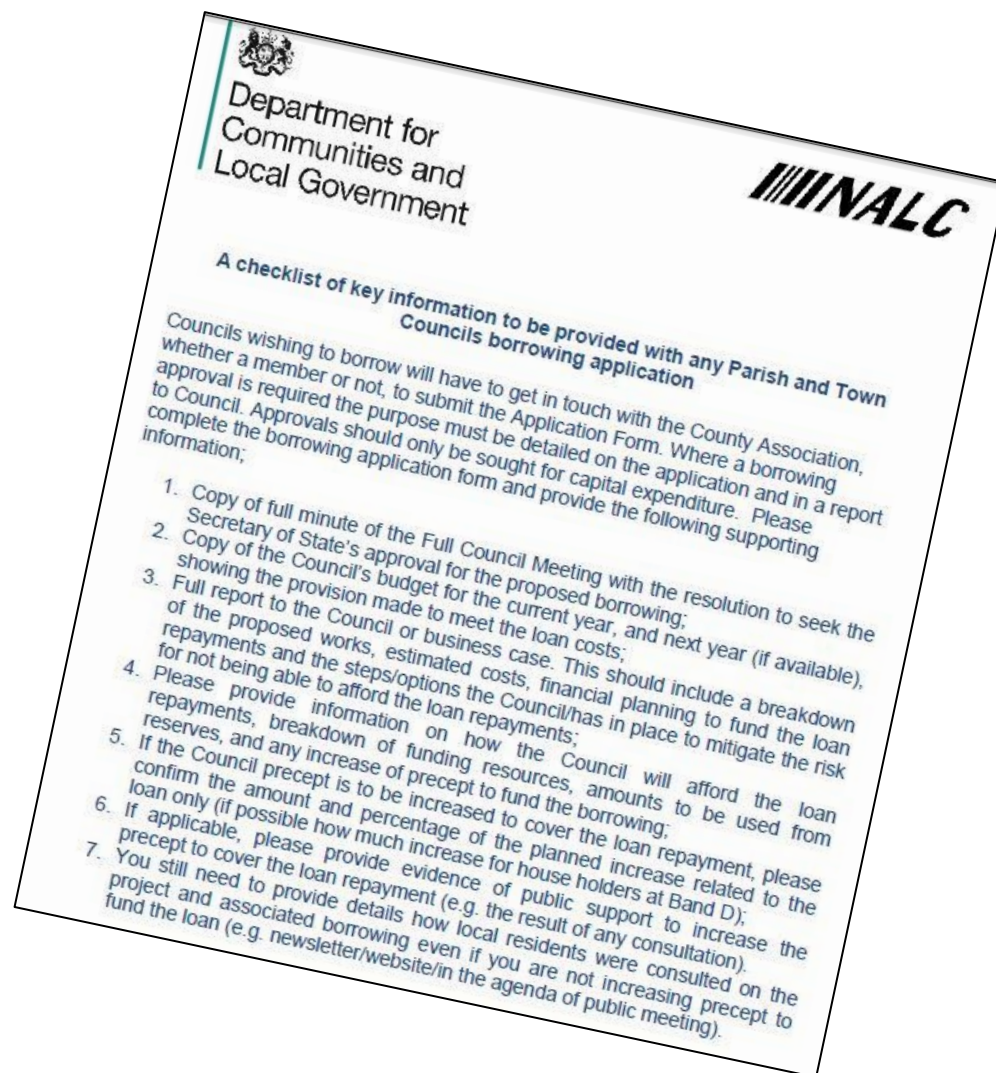 Department for
Communities and
Local Government
NALC
A checklist of key information to be provided with any Parish and Town
Councils borrowing application
Councils wishing to borrow will have to get in touch with the County Association,
whether a member or not, to submit the Application Form. Where a borrowing
approval is required the purpose must be detailed on the application and in a report
to Council. Approvals should only be sought for capital expenditure. Please
complete the borrowing application form and provide the following supporting
information;
1. Copy of full minute of the Full Council Meeting with the resolution to seek the
Secretary of State's approval for the proposed borrowing;
2. Copy of the Council's budget for the current year, and next year (if available),
showing the provision made to meet the loan costs;
3. Full report to the Council or business case. This should include a breakdown
of the proposed works, estimated costs, financial planning to fund the loan
repayments and the steps/options the Council/has in place to mitigate the risk
for not being able to afford the loan repayments;
4. Please provide information on how the Council will afford the loan
repayments, breakdown of funding resources, amounts to be used from
reserves, and any increase of precept to fund the borrowing;
5. If the Council precept is to be increased to cover the loan repayment, please
confirm the amount and percentage of the planned increase related to the
loan only (if possible how much increase for house holders at Band D);
6. If applicable, please provide evidence of public support to increase the
precept to cover the loan repayment (e.g. the result of any consultation).
7. You still need to provide details how local residents were consulted on the
project and associated borrowing even if you are not increasing precept to
fund the loan (e.g. newsletter/website/in the agenda of public meeting).